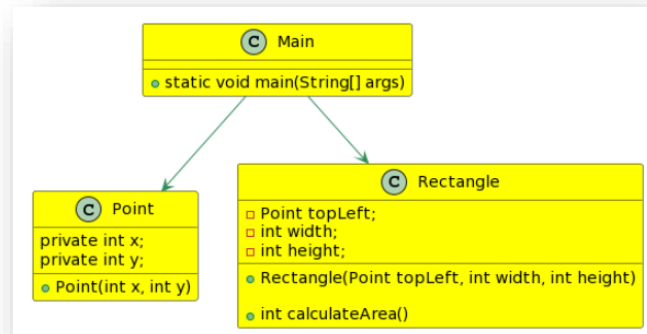 C Main
static void main(String[] args)
C Point
private int x;
private int y;
Point(int x, int y)
C Rectangle
Point topLeft;
int width;
int height;
Rectangle(Point topLeft, int width, int height)
int calculateArea()